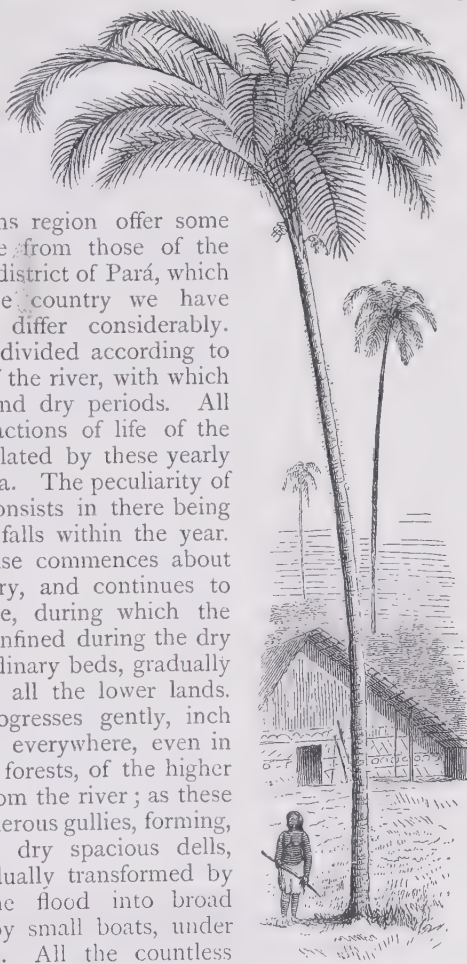 ns region offer some
e from those of the
district of Pará, which
e country we have
differ considerably.
divided according to
f the river, with which
nd dry periods. All
actions of life of the
lated by these yearly
a. The peculiarity of
onsists in there being
falls within the year.
se commences about
ry, and continues to
e, during which the
nfined during the dry
dinary beds, gradually
all the lower lands.
ogresses gently, inch
everywhere, even in
forests, of the higher
om the river; as these
erous gullies, forming,
dry spacious dells,
dually transformed by
ne flood into broad
by small boats, under
. All the countless